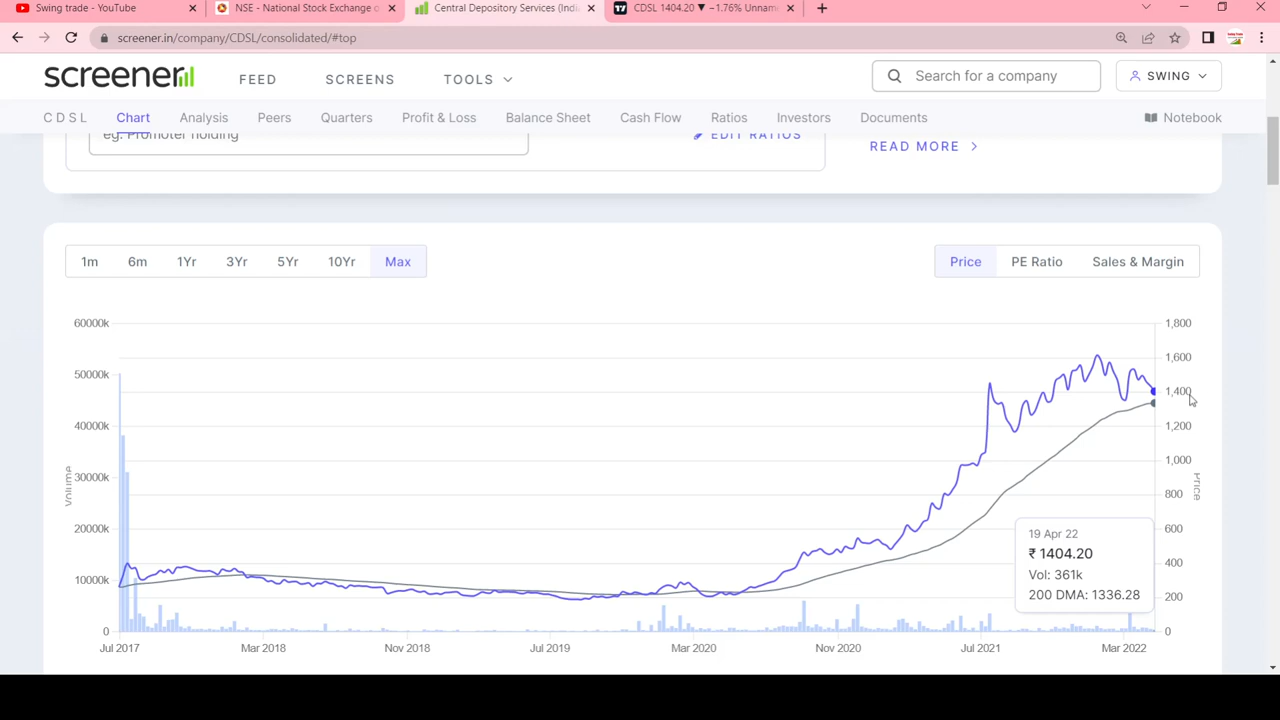 Swing trade - YouTube
NSE - National Stock Exchange o
Central Depository Services (Indi
CDSL 1404.20 ▼ −1.76% Unnam
screener.in/company/CDSL/consolidated/#top
screener
FEED
SCREENS
TOOLS
Search for a company
SWING
C D S L
Chart
Analysis
Peers
Quarters
Profit & Loss
Balance Sheet
Cash Flow
Ratios
Investors
Documents
Notebook
eg. Promoter holding
EDIT RATIOS
READ MORE
1m
6m
1Yr
3Yr
5Yr
10Yr
Max
Price
PE Ratio
Sales & Margin
60000k
50000k
40000k
30000k
20000k
10000k
0
Volume
1,800
1,600
1,400
1,200
1,000
800
600
400
200
0
Price
19 Apr 22
₹ 1404.20
Vol: 361k
200 DMA: 1336.28
Jul 2017
Mar 2018
Nov 2018
Jul 2019
Mar 2020
Nov 2020
Jul 2021
Mar 2022